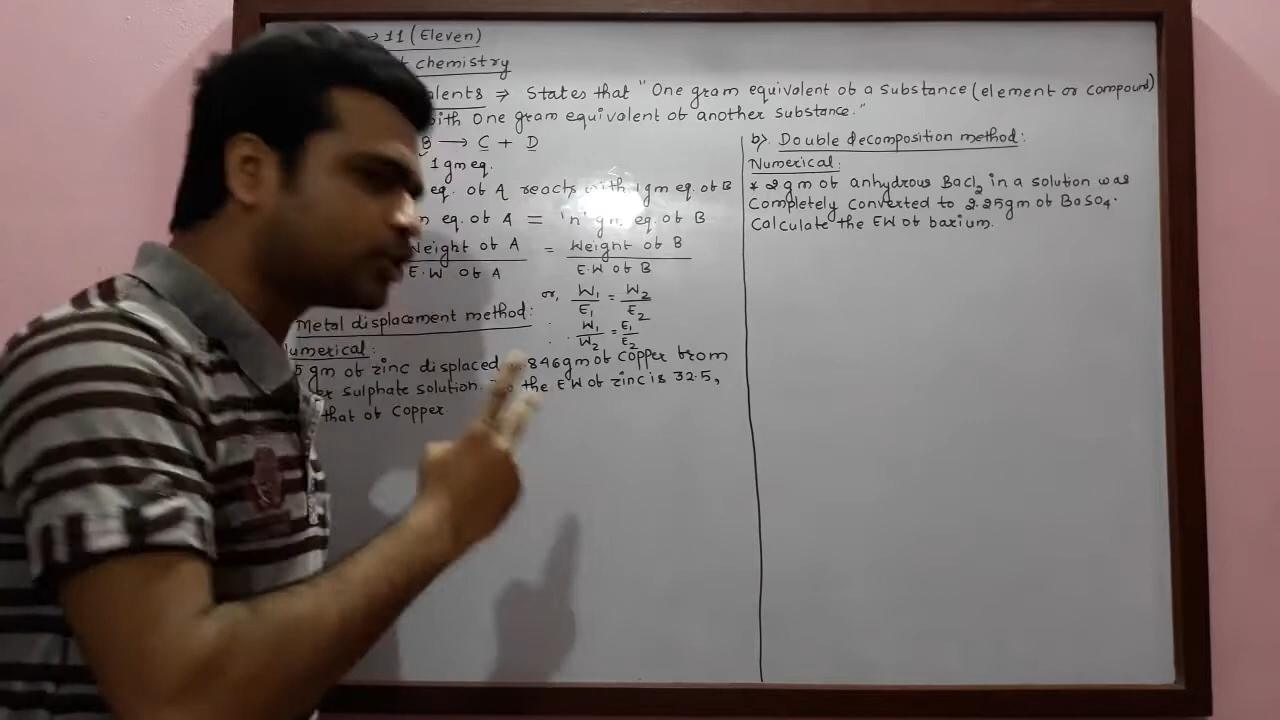 → 11 (Eleven)
chemistry
alents ⇒ States that "One gram equivalent of a substance (element or compound)
with one gram equivalent of another substance."
B → C + D
1 gm eq.
eq. of A reacts with 1 gm eq. of B
eq. of A = 'n' gm. eq. of B
Weight of A / E.W of A = Weight of B / E.W of B
or, W₁/E₁ = W₂/E₂
∴ W₁/W₂ = E₁/E₂
Metal displacement method:
Numerical:
5 gm of zinc displaced 846 gm of Copper from
sulphate solution. the EW of zinc is 32.5,
that of Copper
b) Double decomposition method:
Numerical:
* 2 gm of anhydrous BaCl₂ in a solution was
Completely converted to 2.25gm of BaSO₄.
Calculate the EW of barium.